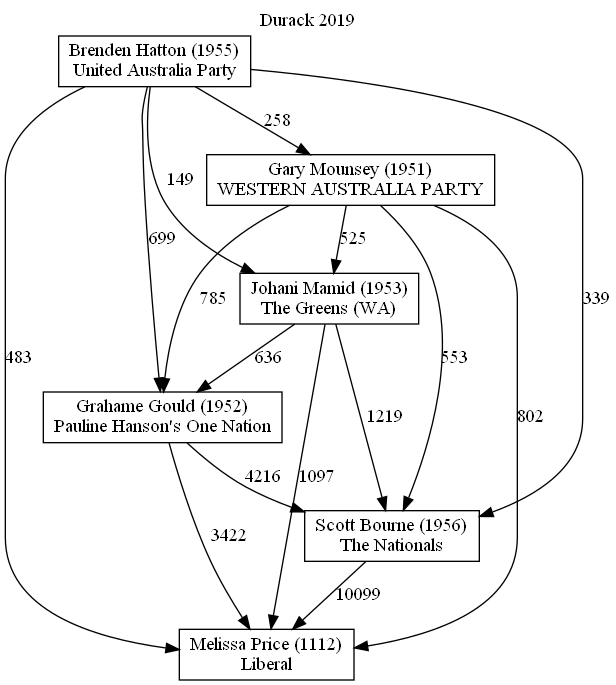 Durack 2019
Brenden Hatton (1955)
United Australia Party
258
Gary Mounsey (1951)
WESTERN AUSTRALIA PARTY
149
699
525
Johani Mamid (1953)
The Greens (WA)
785
339
483
636
553
Grahame Gould (1952)
Pauline Hanson's One Nation
1219
802
4216
1097
Scott Bourne (1956)
The Nationals
3422
10099
Melissa Price (1112)
Liberal